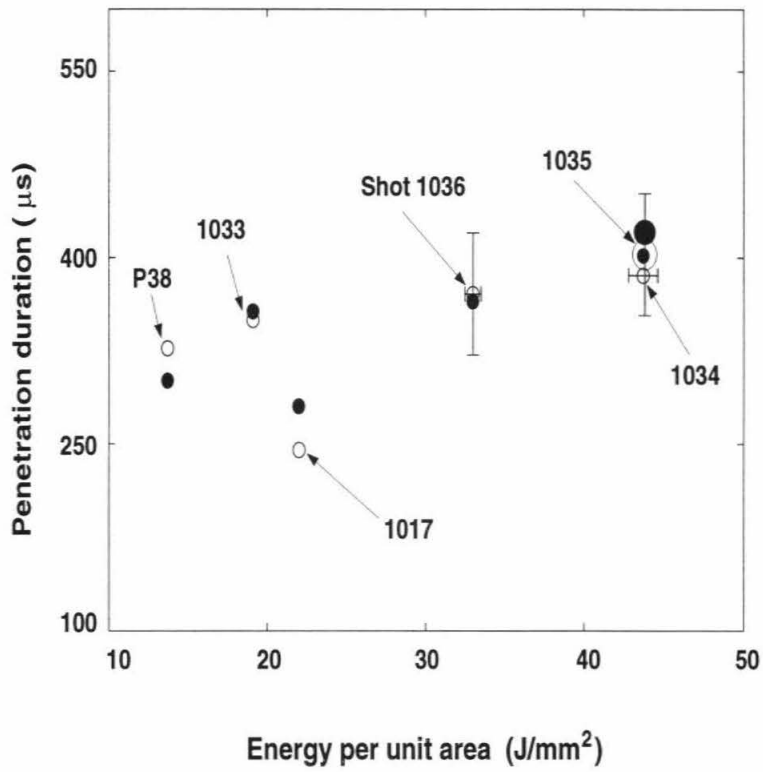 550
1035
Shot 1036
1033
400
P38
1034
250
1017
100
10 20 30 40 50
Penetration duration ( μs)
Energy per unit area (J/mm²)